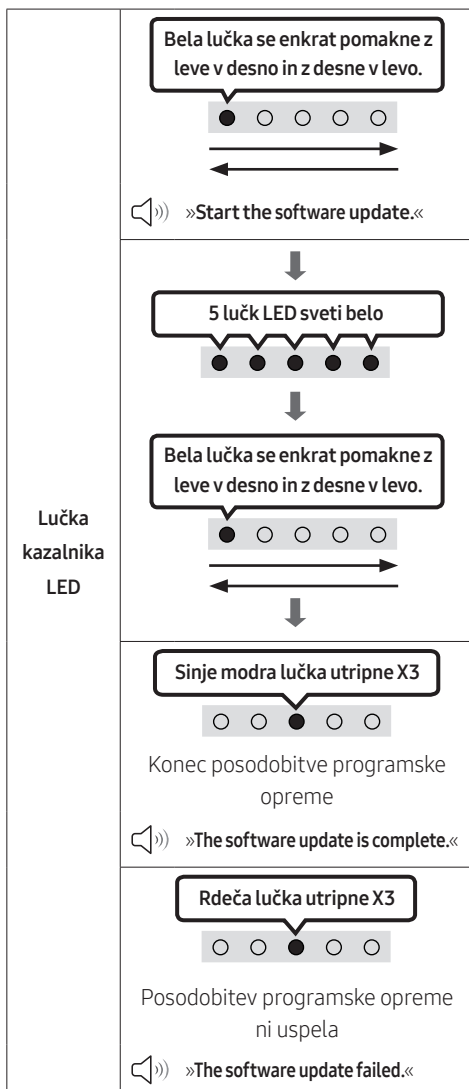 Bela lučka se enkrat pomakne z
leve v desno in z desne v levo.
»Start the software update.«
5 lučk LED sveti belo
Bela lučka se enkrat pomakne z
leve v desno in z desne v levo.
Lučka
kazalnika
LED
Sinje modra lučka utripne X3
Konec posodobitve programske
opreme
»The software update is complete.«
Rdeča lučka utripne X3
Posodobitev programske opreme
ni uspela
»The software update failed.«